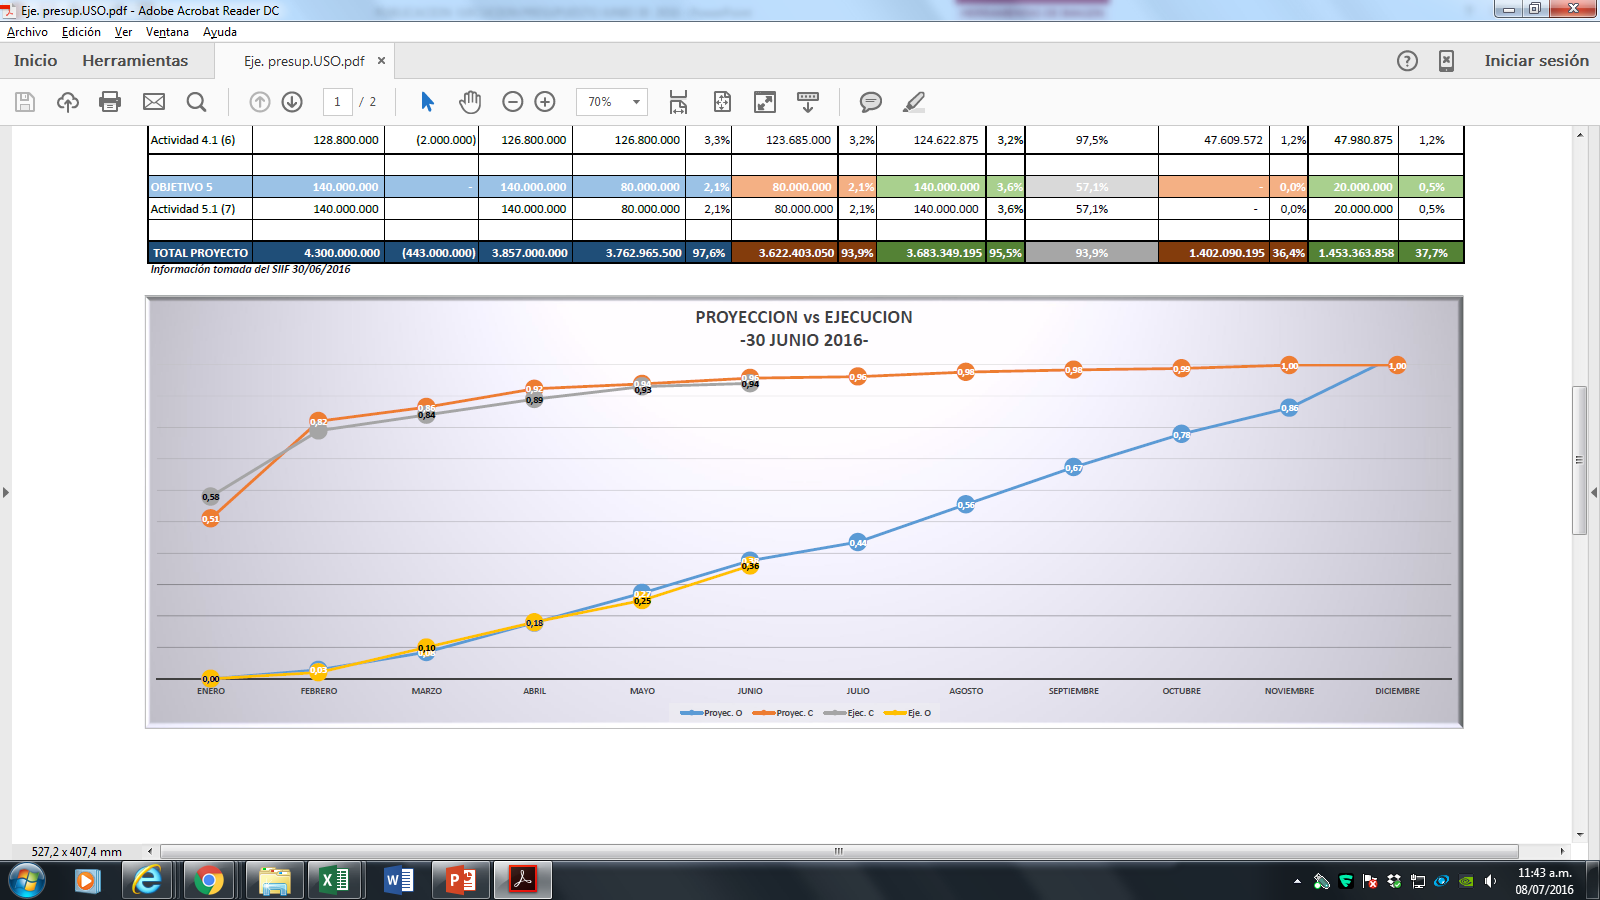 Eje. presup.USO.pdf - Adobe Acrobat Reader DC
Archivo Edición Ver Ventana Ayuda
Inicio Herramientas Eje. presup.USO.pdf × Iniciar sesión
1 / 2 70%
Actividad 4.1 (6) 128.800.000 (2.000.000) 126.800.000 126.800.000 3,3% 123.685.000 3,2% 124.622.875 3,2% 97,5% 47.609.572 1,2% 47.980.875 1,2%
OBJETIVO 5 140.000.000 - 140.000.000 80.000.000 2,1% 80.000.000 2,1% 140.000.000 3,6% 57,1% - 0,0% 20.000.000 0,5%
Actividad 5.1 (7) 140.000.000 140.000.000 80.000.000 2,1% 80.000.000 2,1% 140.000.000 3,6% 57,1% - 0,0% 20.000.000 0,5%
TOTAL PROYECTO 4.300.000.000 (443.000.000) 3.857.000.000 3.762.965.500 97,6% 3.622.403.050 93,9% 3.683.349.195 95,5% 93,9% 1.402.090.195 36,4% 1.453.363.858 37,7%
Información tomada del SIIF 30/06/2016
PROYECCION vs EJECUCION
-30 JUNIO 2016-
0,82 0,86 0,92 0,94 0,96 0,96 0,98 0,98 0,99 1,00 1,00
0,84 0,89 0,93 0,94
0,58
0,51
0,44 0,56 0,67 0,78 0,86
0,00 0,03 0,10 0,18 0,27 0,25 0,36
ENERO FEBRERO MARZO ABRIL MAYO JUNIO JULIO AGOSTO SEPTIEMBRE OCTUBRE NOVIEMBRE DICIEMBRE
Proyec. O Proyec. C Ejec. C Eje. O
527,2 x 407,4 mm
11:43 a.m.
08/07/2016